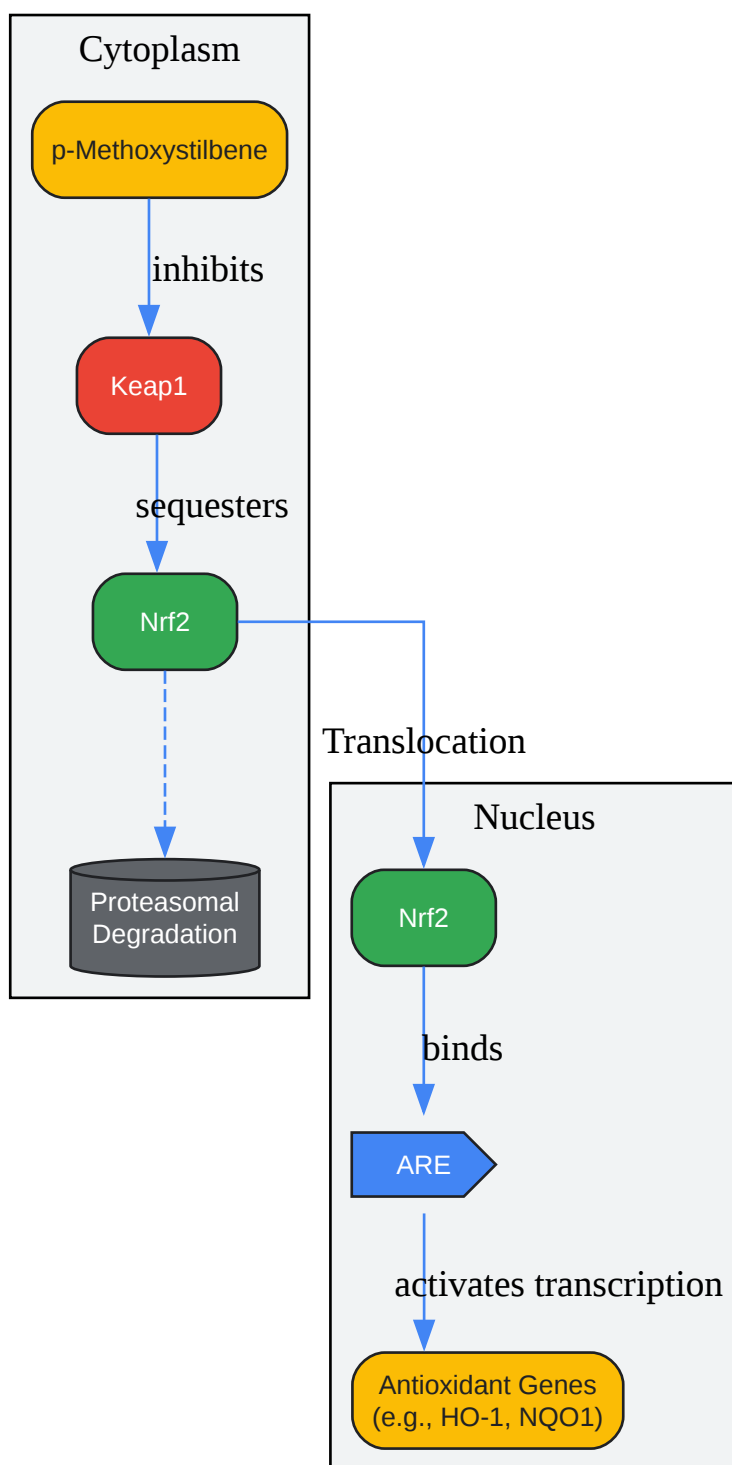 Cytoplasm
p-Methoxystilbene
inhibits
Keap1
sequesters
Nrf2
Translocation
Proteasomal
Degradation
Nucleus
Nrf2
binds
ARE
activates transcription
Antioxidant Genes
(e.g., HO-1, NQO1)